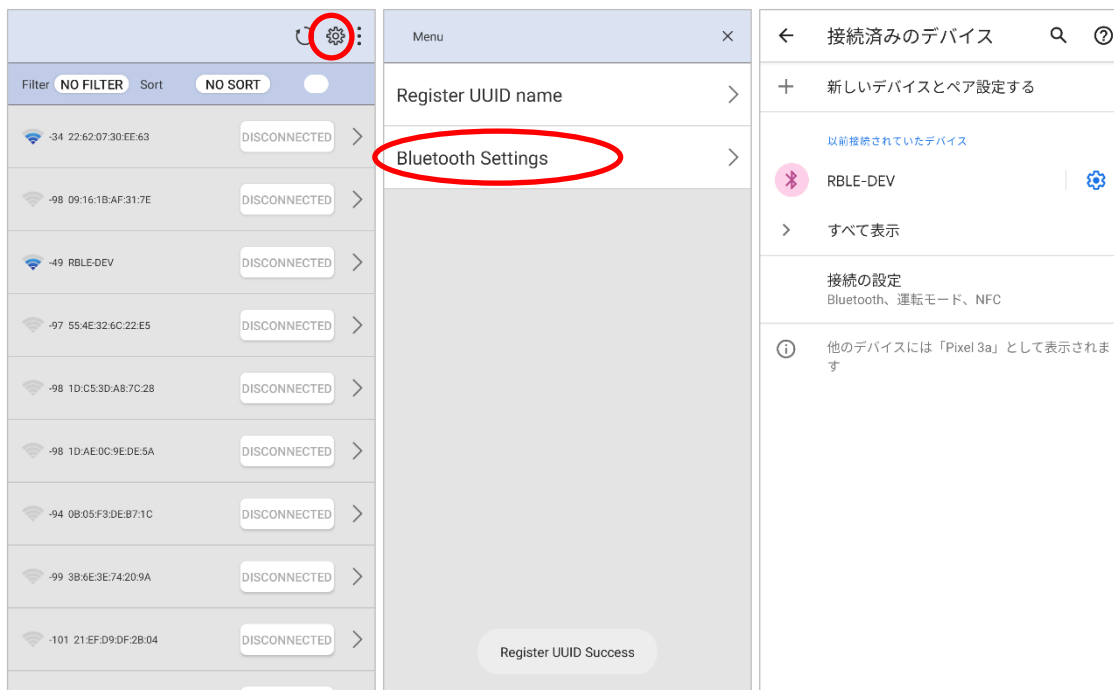 Filter NO FILTER Sort NO SORT
-34 22:62:07:30:EE:63 DISCONNECTED
-98 09:16:1B:AF:31:7E DISCONNECTED
-49 RBLE-DEV DISCONNECTED
-97 55:4E:32:6C:22:E5 DISCONNECTED
-98 1D:C5:3D:A8:7C:28 DISCONNECTED
-98 1D:AE:0C:9E:DE:5A DISCONNECTED
-94 0B:05:F3:DE:B7:1C DISCONNECTED
-99 3B:6E:3E:74:20:9A DISCONNECTED
-101 21:EF:D9:DF:2B:04 DISCONNECTED
Menu
Register UUID name
Bluetooth Settings
Register UUID Success
接続済みのデバイス
新しいデバイスとペア設定する
以前接続されていたデバイス
RBLE-DEV
すべて表示
接続の設定
Bluetooth、運転モード、NFC
他のデバイスには「Pixel 3a」として表示されま
す